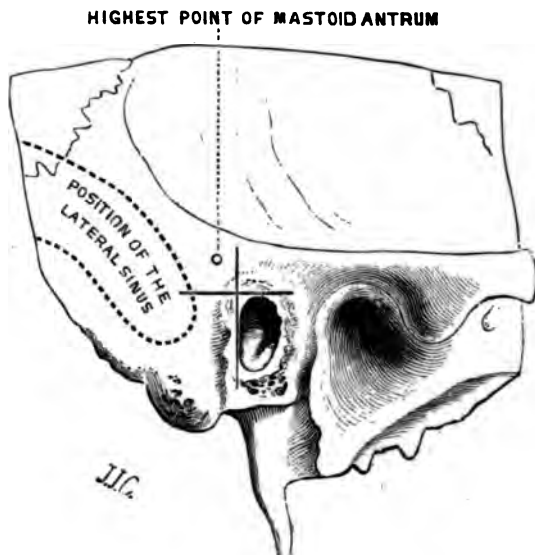 HIGHEST POINT OF MASTOID ANTRUM
POSITION OF THE
LATERAL SINUS